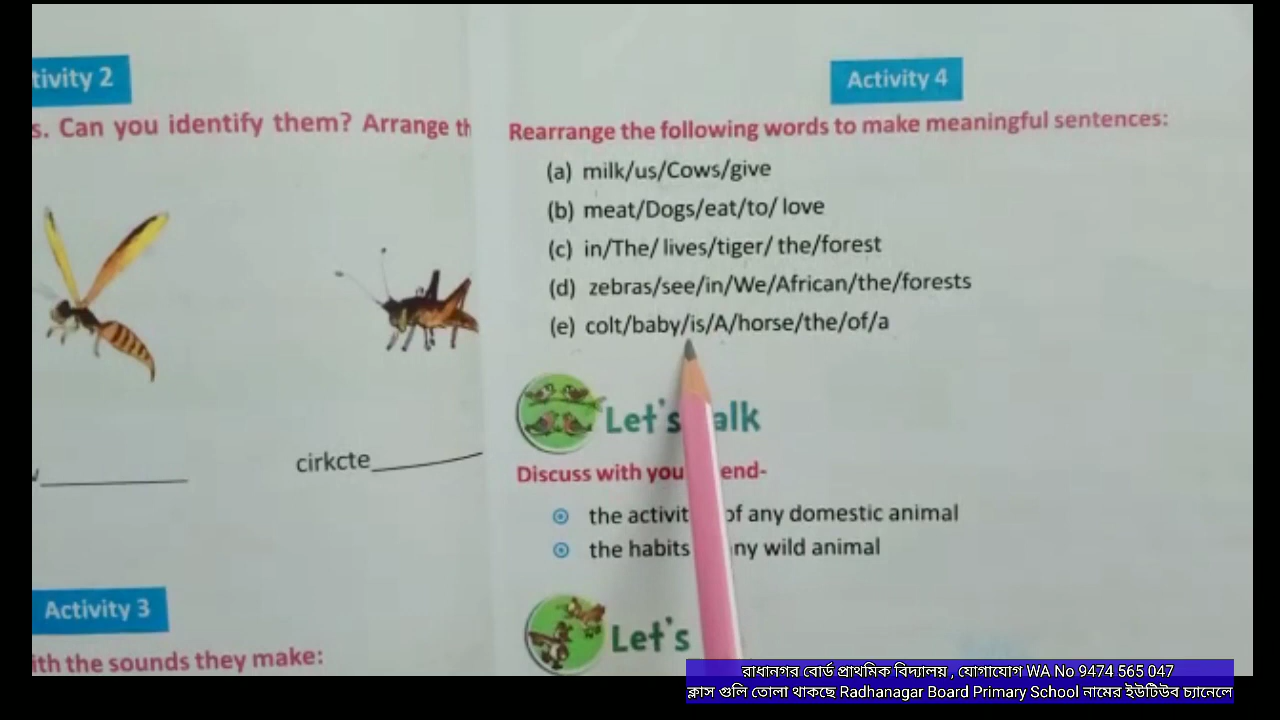 tivity 2
s. Can you identify them? Arrange th
cirkcte
Activity 3
ith the sounds they make:
Activity 4
Rearrange the following words to make meaningful sentences:
(a) milk/us/Cows/give
(b) meat/Dogs/eat/to/ love
(c) in/The/ lives/tiger/ the/forest
(d) zebras/see/in/We/African/the/forests
(e) colt/baby/is/A/horse/the/of/a
Let's alk
Discuss with you end-
the activit of any domestic animal
the habits ny wild animal
Let's
রাধানগর বোর্ড প্রাথমিক বিদ্যালয় , যোগাযোগ WA No 9474 565 047
ক্লাস গুলি তোলা থাকছে Radhanagar Board Primary School নামের ইউটিউব চ্যানেলে